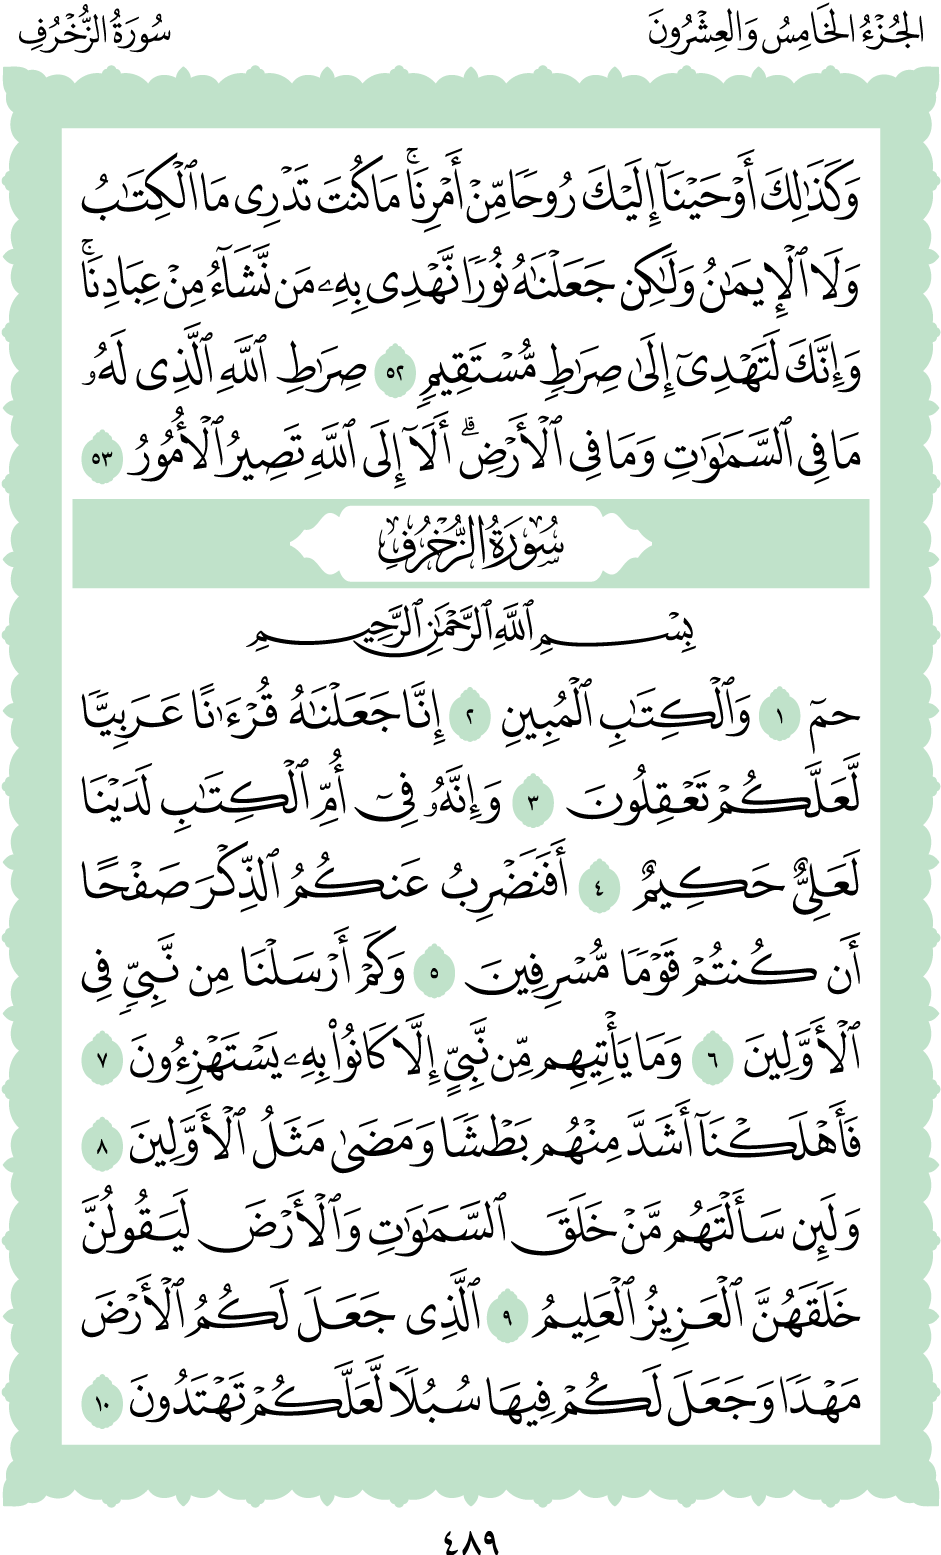 الجُزْءُ الخَامِسُ وَالعِشْرُونَ
سُورَةُ الزُّخْرُفِ
وَكَذَٰلِكَ أَوْحَيْنَآ إِلَيْكَ رُوحًا مِّنْ أَمْرِنَاۚ مَا كُنتَ تَدْرِى مَا ٱلْكِتَٰبُ
وَلَا ٱلْإِيمَٰنُ وَلَٰكِن جَعَلْنَٰهُ نُورًا نَّهْدِى بِهِۦ مَن نَّشَآءُ مِنْ عِبَادِنَاۚ
وَإِنَّكَ لَتَهْدِىٓ إِلَىٰ صِرَٰطٍ مُّسْتَقِيمٍ ٥٢ صِرَٰطِ ٱللَّهِ ٱلَّذِى لَهُۥ
مَا فِى ٱلسَّمَٰوَٰتِ وَمَا فِى ٱلْأَرْضِۗ أَلَآ إِلَى ٱللَّهِ تَصِيرُ ٱلْأُمُورُ ٥٣
سُورَةُ الزُّخْرُفِ
بِسْمِ ٱللَّهِ ٱلرَّحْمَٰنِ ٱلرَّحِيمِ
حمٓ ١ وَٱلْكِتَٰبِ ٱلْمُبِينِ ٢ إِنَّا جَعَلْنَٰهُ قُرْءَٰنًا عَرَبِيًّا
لَّعَلَّكُمْ تَعْقِلُونَ ٣ وَإِنَّهُۥ فِىٓ أُمِّ ٱلْكِتَٰبِ لَدَيْنَا
لَعَلِىٌّ حَكِيمٌ ٤ أَفَنَضْرِبُ عَنكُمُ ٱلذِّكْرَ صَفْحًا
أَن كُنتُمْ قَوْمًا مُّسْرِفِينَ ٥ وَكَمْ أَرْسَلْنَا مِن نَّبِىٍّ فِى
ٱلْأَوَّلِينَ ٦ وَمَا يَأْتِيهِم مِّن نَّبِىٍّ إِلَّا كَانُوا۟ بِهِۦ يَسْتَهْزِءُونَ ٧
فَأَهْلَكْنَآ أَشَدَّ مِنْهُم بَطْشًا وَمَضَىٰ مَثَلُ ٱلْأَوَّلِينَ ٨
وَلَئِن سَأَلْتَهُم مَّنْ خَلَقَ ٱلسَّمَٰوَٰتِ وَٱلْأَرْضَ لَيَقُولُنَّ
خَلَقَهُنَّ ٱلْعَزِيزُ ٱلْعَلِيمُ ٩ ٱلَّذِى جَعَلَ لَكُمُ ٱلْأَرْضَ
مَهْدًا وَجَعَلَ لَكُمْ فِيهَا سُبُلًا لَّعَلَّكُمْ تَهْتَدُونَ ١٠
٤٨٩